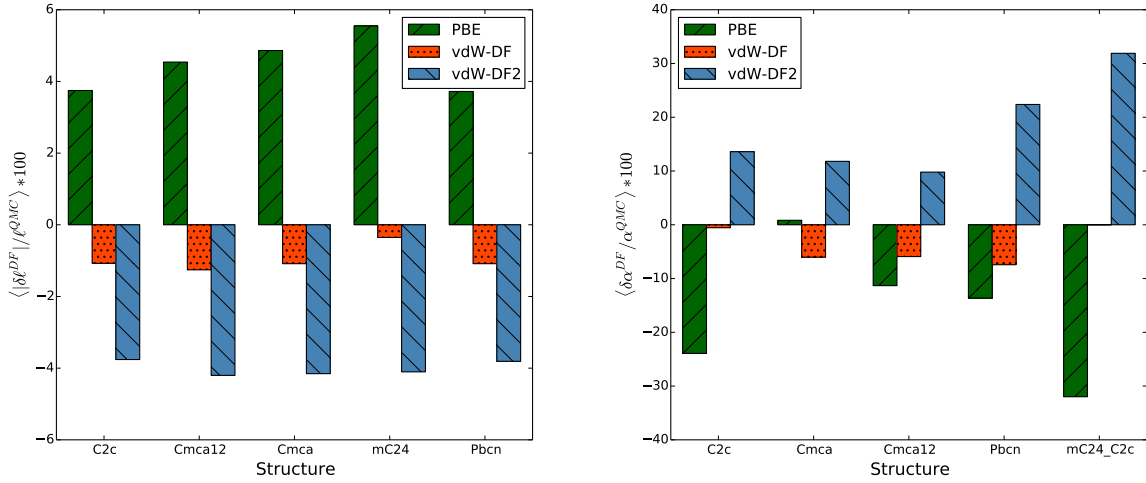 6
4
2
0
−2
−4
−6
⟨|δℓ^{DF}|/ℓ^{QMC}⟩ ∗100
PBE
vdW-DF
vdW-DF2
C2c Cmca12 Cmca mC24 Pbcn
Structure
40
30
20
10
0
−10
−20
−30
−40
⟨δα^{DF}/α^{QMC}⟩ ∗100
PBE
vdW-DF
vdW-DF2
C2c Cmca Cmca12 Pbcn mC24_C2c
Structure